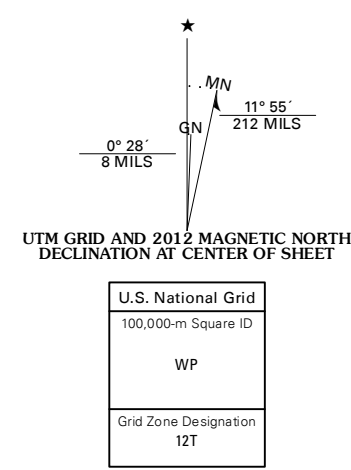 ★
MN
GN
11° 55´
212 MILS
0° 28´
8 MILS
UTM GRID AND 2012 MAGNETIC NORTH
DECLINATION AT CENTER OF SHEET
U.S. National Grid
100,000-m Square ID
WP
Grid Zone Designation
12T